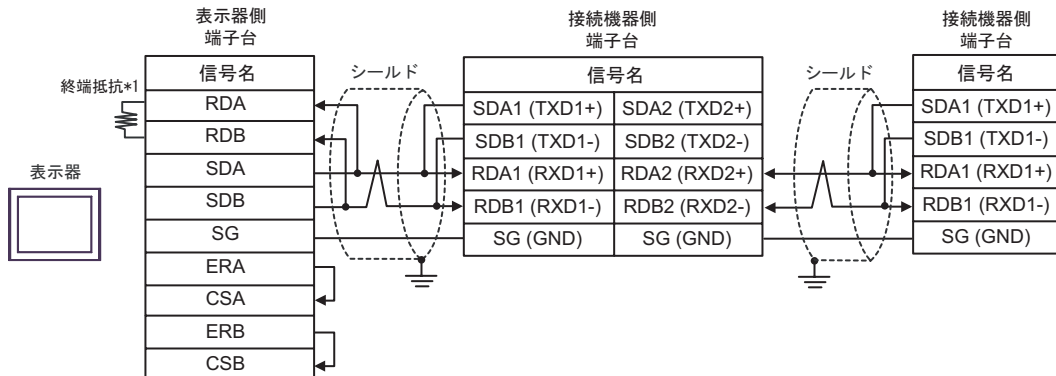 表示器側
端子台
接続機器側
端子台
接続機器側
端子台
終端抵抗*1
信号名
シールド
信号名
シールド
信号名
RDA
SDA1 (TXD1+) SDA2 (TXD2+)
SDA1 (TXD1+)
RDB
SDB1 (TXD1-) SDB2 (TXD2-)
SDB1 (TXD1-)
表示器
SDA
RDA1 (RXD1+) RDA2 (RXD2+)
RDA1 (RXD1+)
SDB
RDB1 (RXD1-) RDB2 (RXD2-)
RDB1 (RXD1-)
SG
SG (GND) SG (GND)
SG (GND)
ERA
CSA
ERB
CSB